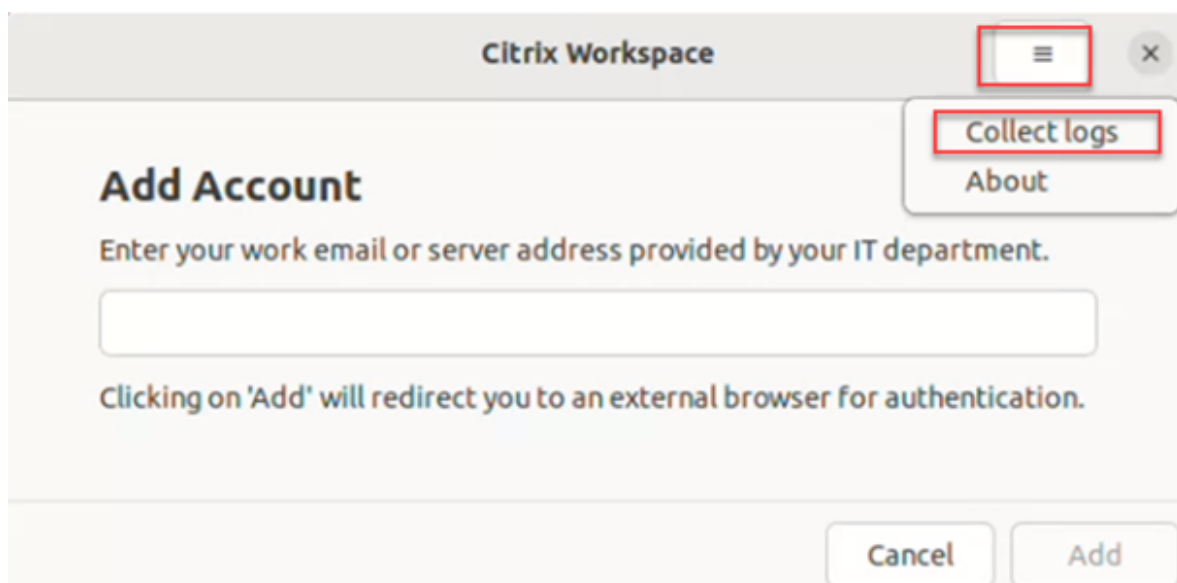 Citrix Workspace
Collect logs
About
Add Account
Enter your work email or server address provided by your IT department.
Clicking on 'Add' will redirect you to an external browser for authentication.
Cancel
Add